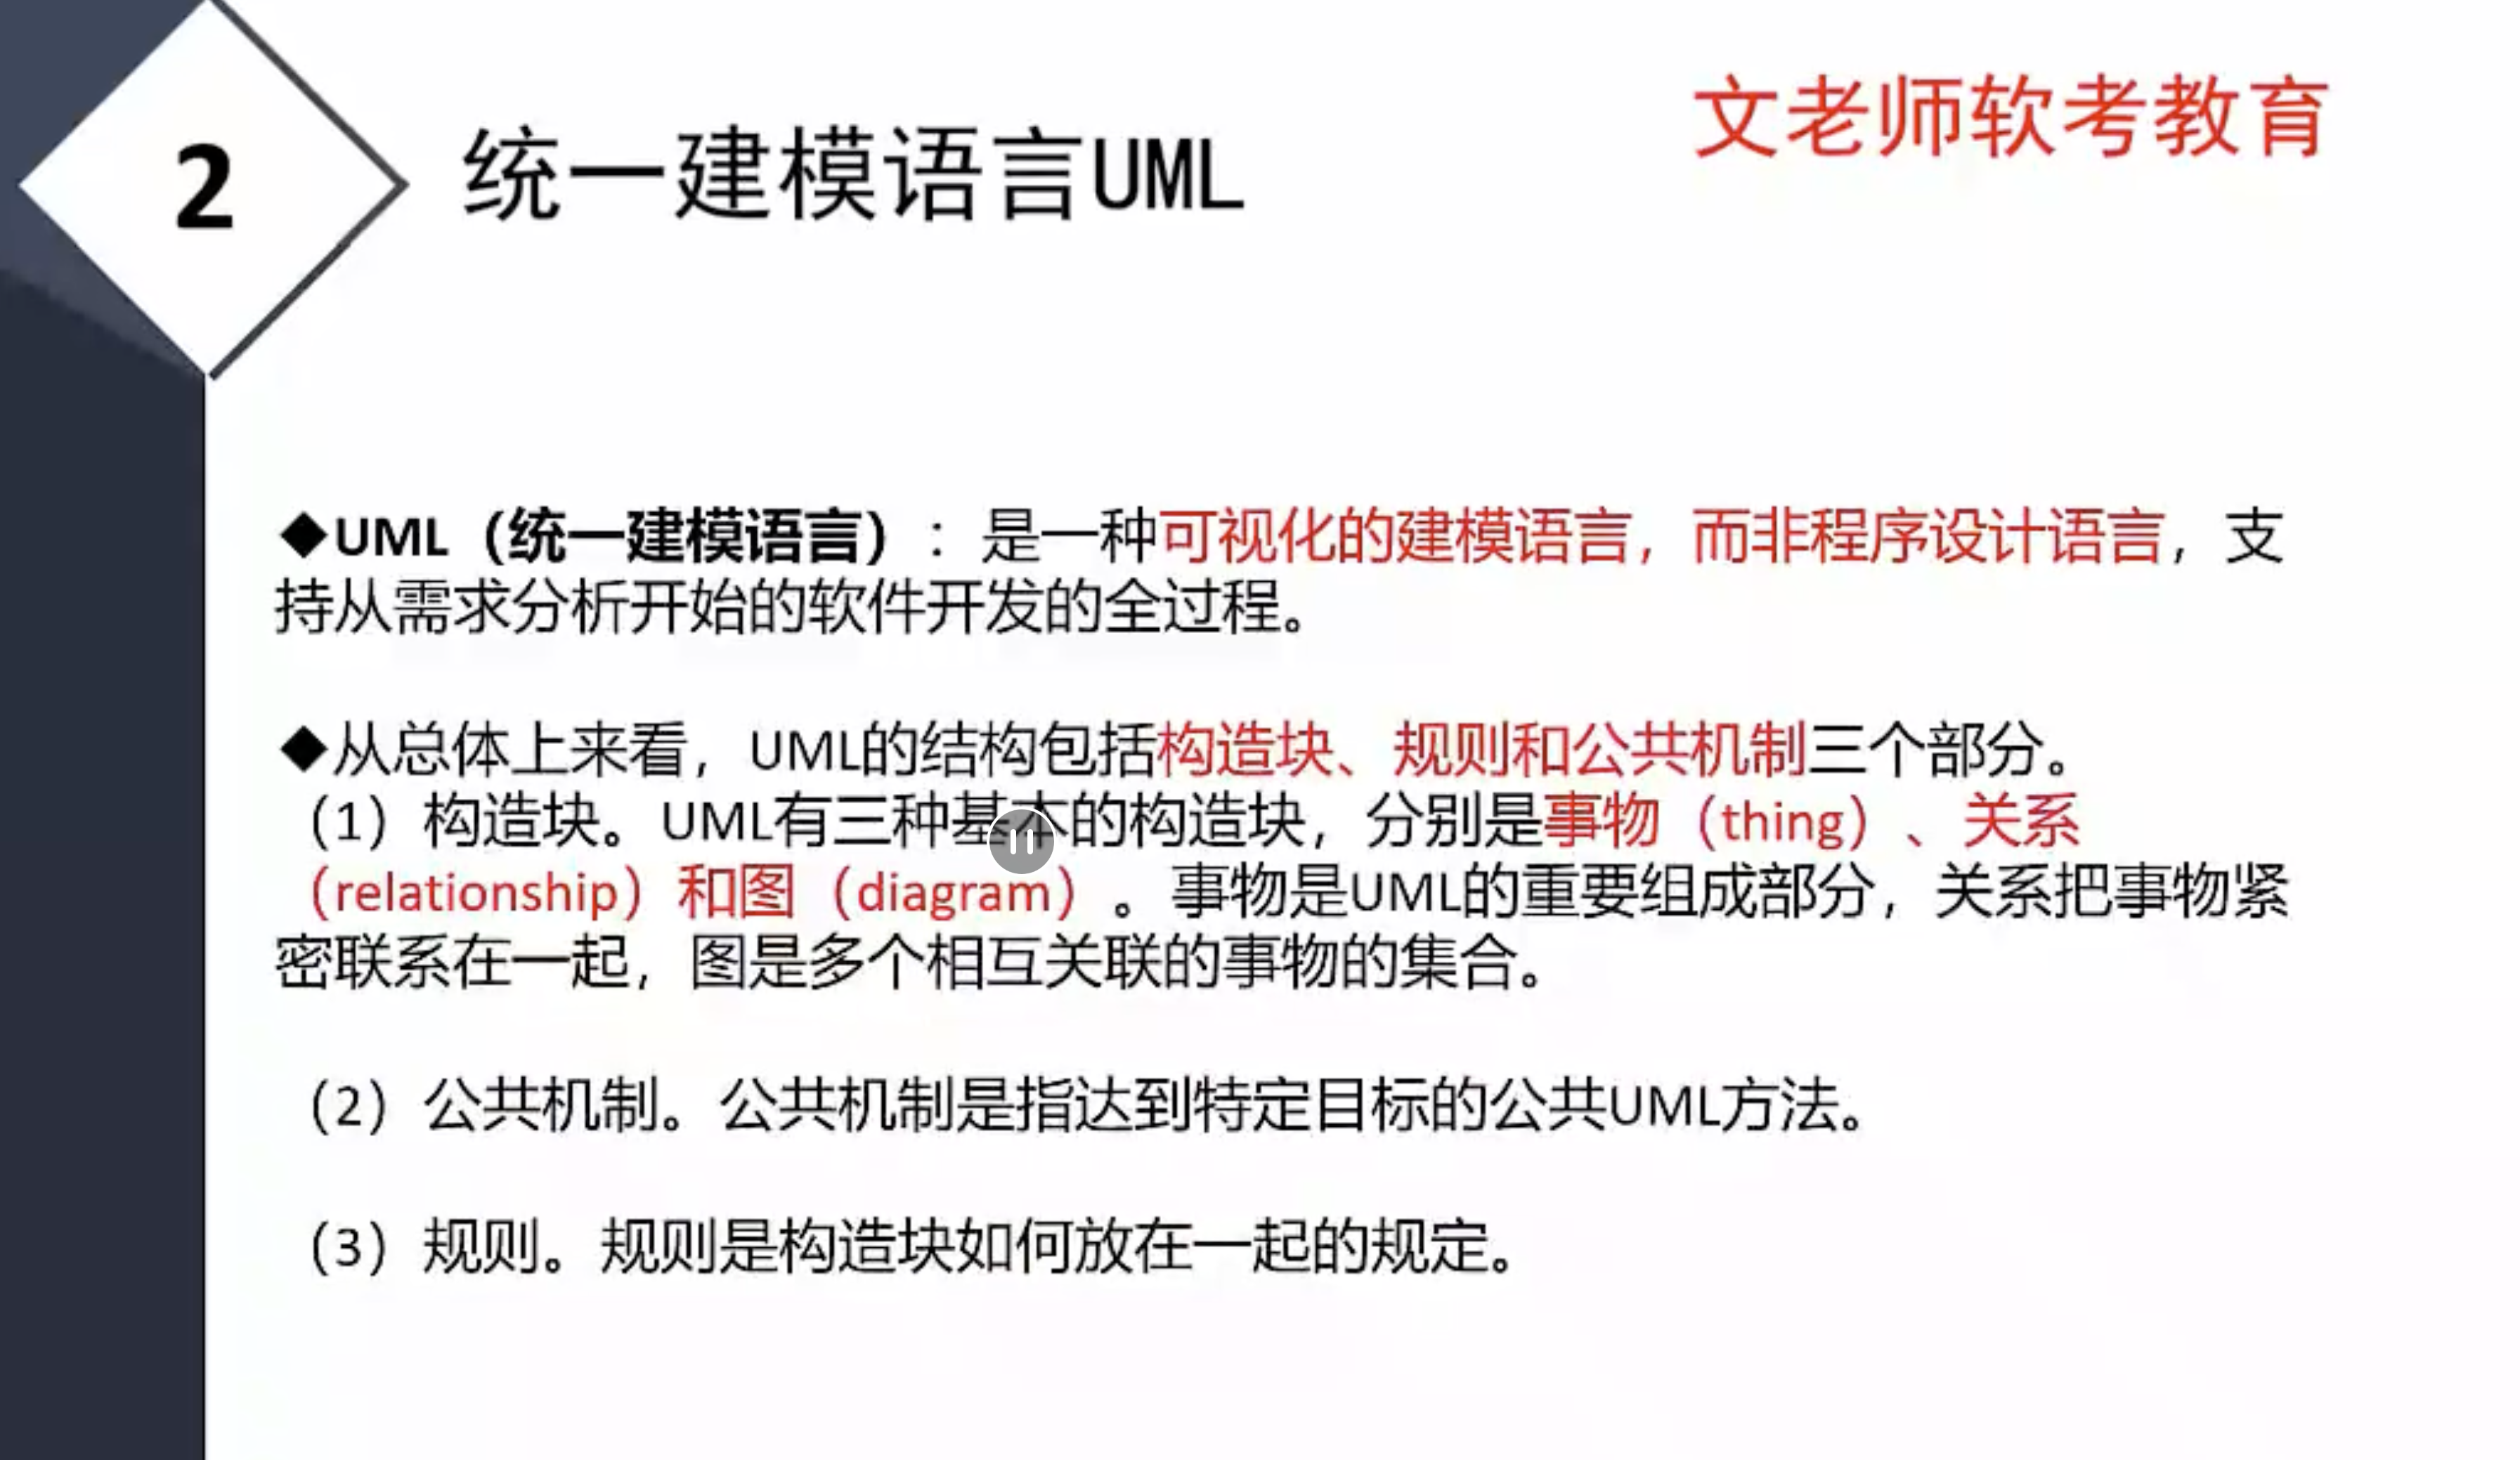 2
统一建模语言UML
文老师软考教育
◆UML（统一建模语言）：是一种可视化的建模语言，而非程序设计语言，支
持从需求分析开始的软件开发的全过程。
◆从总体上来看，UML的结构包括构造块、规则和公共机制三个部分。
（1）构造块。UML有三种基本的构造块，分别是事物（thing）、关系
（relationship）和图（diagram）。事物是UML的重要组成部分，关系把事物紧
密联系在一起，图是多个相互关联的事物的集合。
（2）公共机制。公共机制是指达到特定目标的公共UML方法。
（3）规则。规则是构造块如何放在一起的规定。